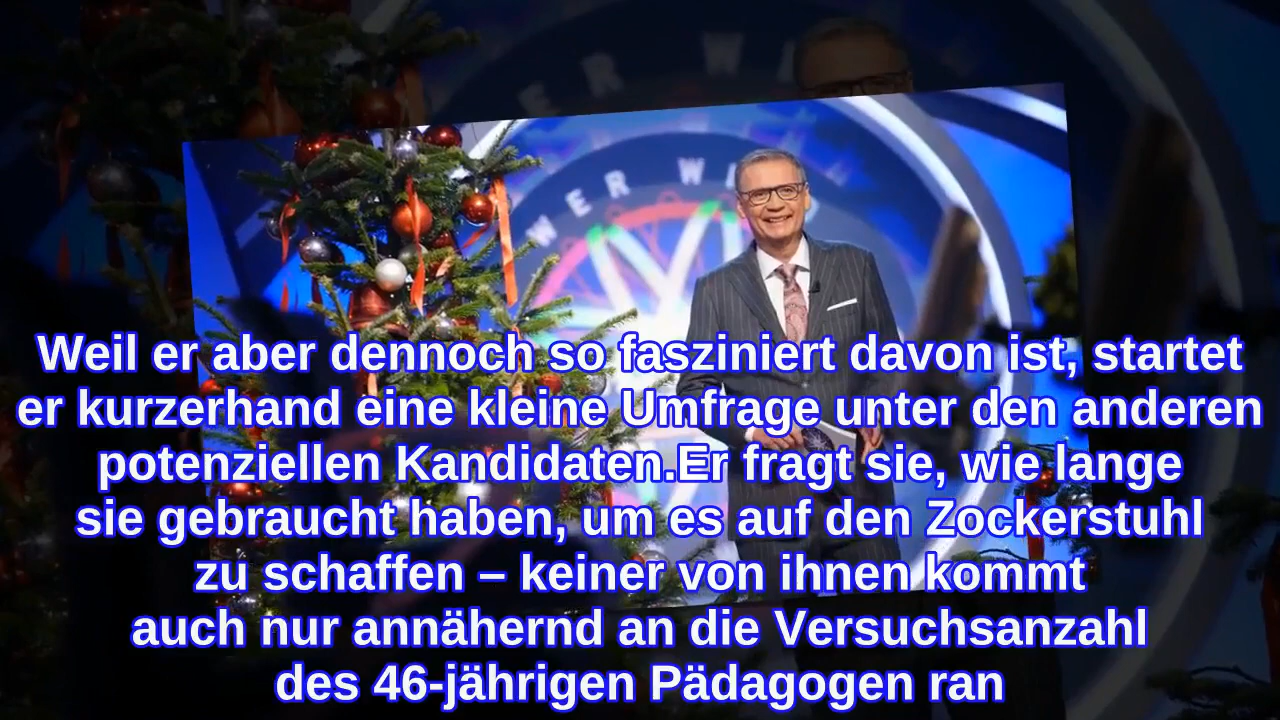 WER WI
Weil er aber dennoch so fasziniert davon ist, startet
er kurzerhand eine kleine Umfrage unter den anderen
potenziellen Kandidaten.Er fragt sie, wie lange
sie gebraucht haben, um es auf den Zockerstuhl
zu schaffen – keiner von ihnen kommt
auch nur annähernd an die Versuchsanzahl
des 46-jährigen Pädagogen ran